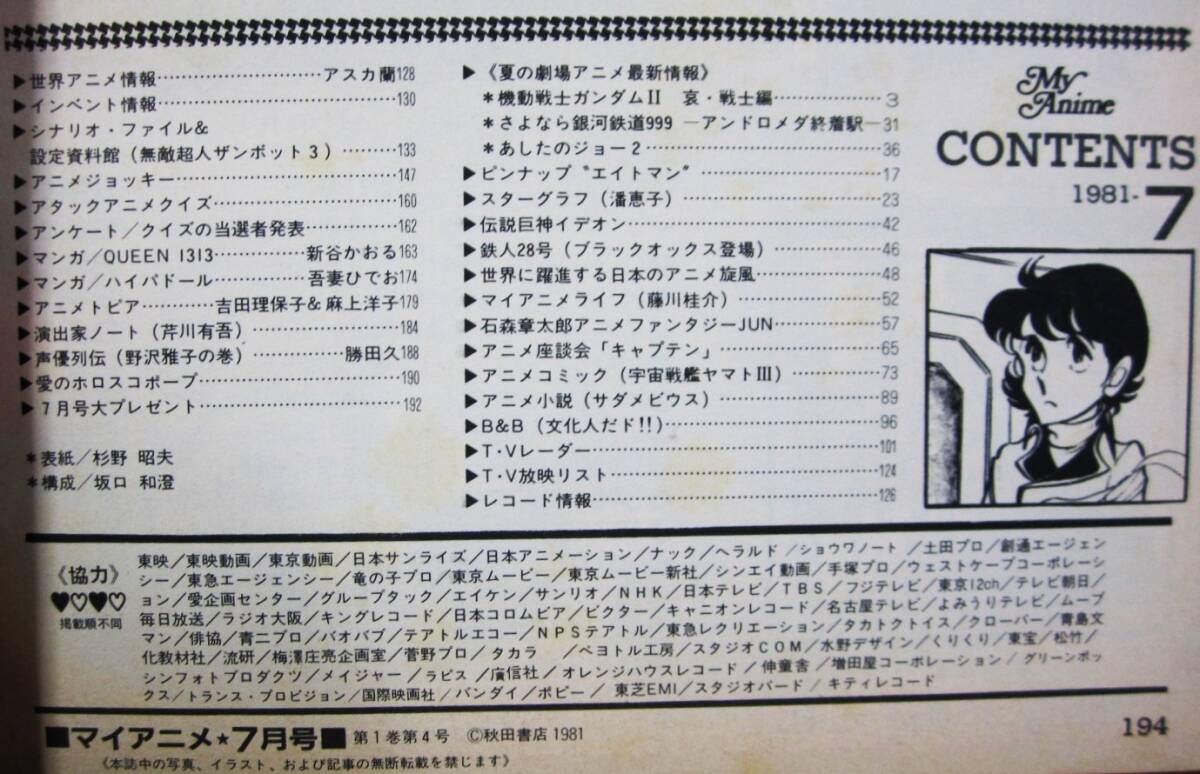 My Anime
CONTENTS
1981-7
▶《夏の劇場アニメ最新情報》
＊機動戦士ガンダムII 哀・戦士編………………3
＊さよなら銀河鉄道999 ―アンドロメダ終着駅―31
＊あしたのジョー2………………36
▶ピンナップ〝エイトマン〟………………17
▶スターグラフ（潘恵子）………………23
▶伝説巨神イデオン………………42
▶鉄人28号（ブラックオックス登場）………………46
▶世界に躍進する日本のアニメ旋風………………48
▶マイアニメライフ（藤川桂介）………………52
▶石森章太郎アニメファンタジーJUN………………57
▶アニメ座談会「キャプテン」………………65
▶アニメコミック（宇宙戦艦ヤマトIII）………………73
▶アニメ小説（サダメビウス）………………89
▶B&B（文化人だド!!）………………96
▶T・Vレーダー………………101
▶T・V放映リスト………………124
▶レコード情報………………126
▶世界アニメ情報………………アスカ蘭128
▶インベント情報………………130
▶シナリオ・ファイル&
設定資料館（無敵超人ザンボット3）………………133
▶アニメジョッキー………………147
▶アタックアニメクイズ………………160
▶アンケート／クイズの当選者発表………………162
▶マンガ／QUEEN 1313………………新谷かおる163
▶マンガ／ハイパドール………………吾妻ひでお174
▶アニメトピア………………吉田理保子&麻上洋子179
▶演出家ノート（芹川有吾）………………184
▶声優列伝（野沢雅子の巻）………………勝田久188
▶愛のホロスコポープ………………190
▶7月号大プレゼント………………192
＊表紙／杉野 昭夫
＊構成／坂口 和澄
《協力》
♥♡♥♡
掲載順不同
東映／東映動画／東京動画／日本サンライズ／日本アニメーション／ナック／ヘラルド／ショウワノート／土田プロ／創通エージェン
シー／東急エージェンシー／竜の子プロ／東京ムービー／東京ムービー新社／シンエイ動画／手塚プロ／ウェストケープコーポレーシ
ョン／愛企画センター／グループタック／エイケン／サンリオ／NHK／日本テレビ／TBS／フジテレビ／東京12ch／テレビ朝日／
毎日放送／ラジオ大阪／キングレコード／日本コロムビア／ビクター／キャニオンレコード／名古屋テレビ／よみうりテレビ／ムーブ
マン／俳協／青二プロ／バオバブ／テアトルエコー／NPSテアトル／東急レクリエーション／タカトクトイス／クローバー／青島文
化教材社／流研／梅澤庄亮企画室／菅野プロ／タカラ ／ペヨトル工房／スタジオCOM／水野デザイン／くりくり／東宝／松竹／
シンフォトプロダクツ／メイジャー／ラピス／廣信社／オレンジハウスレコード／伸童舎／増田屋コーポレーション／グリーンボッ
クス／トランス・プロビジョン／国際映画社／バンダイ／ポピー／東芝EMI／スタジオバード／キティレコード
■マイアニメ★7月号■ 第1巻第4号 Ⓒ秋田書店1981
194
《本誌中の写真、イラスト、および記事の無断転載を禁じます》